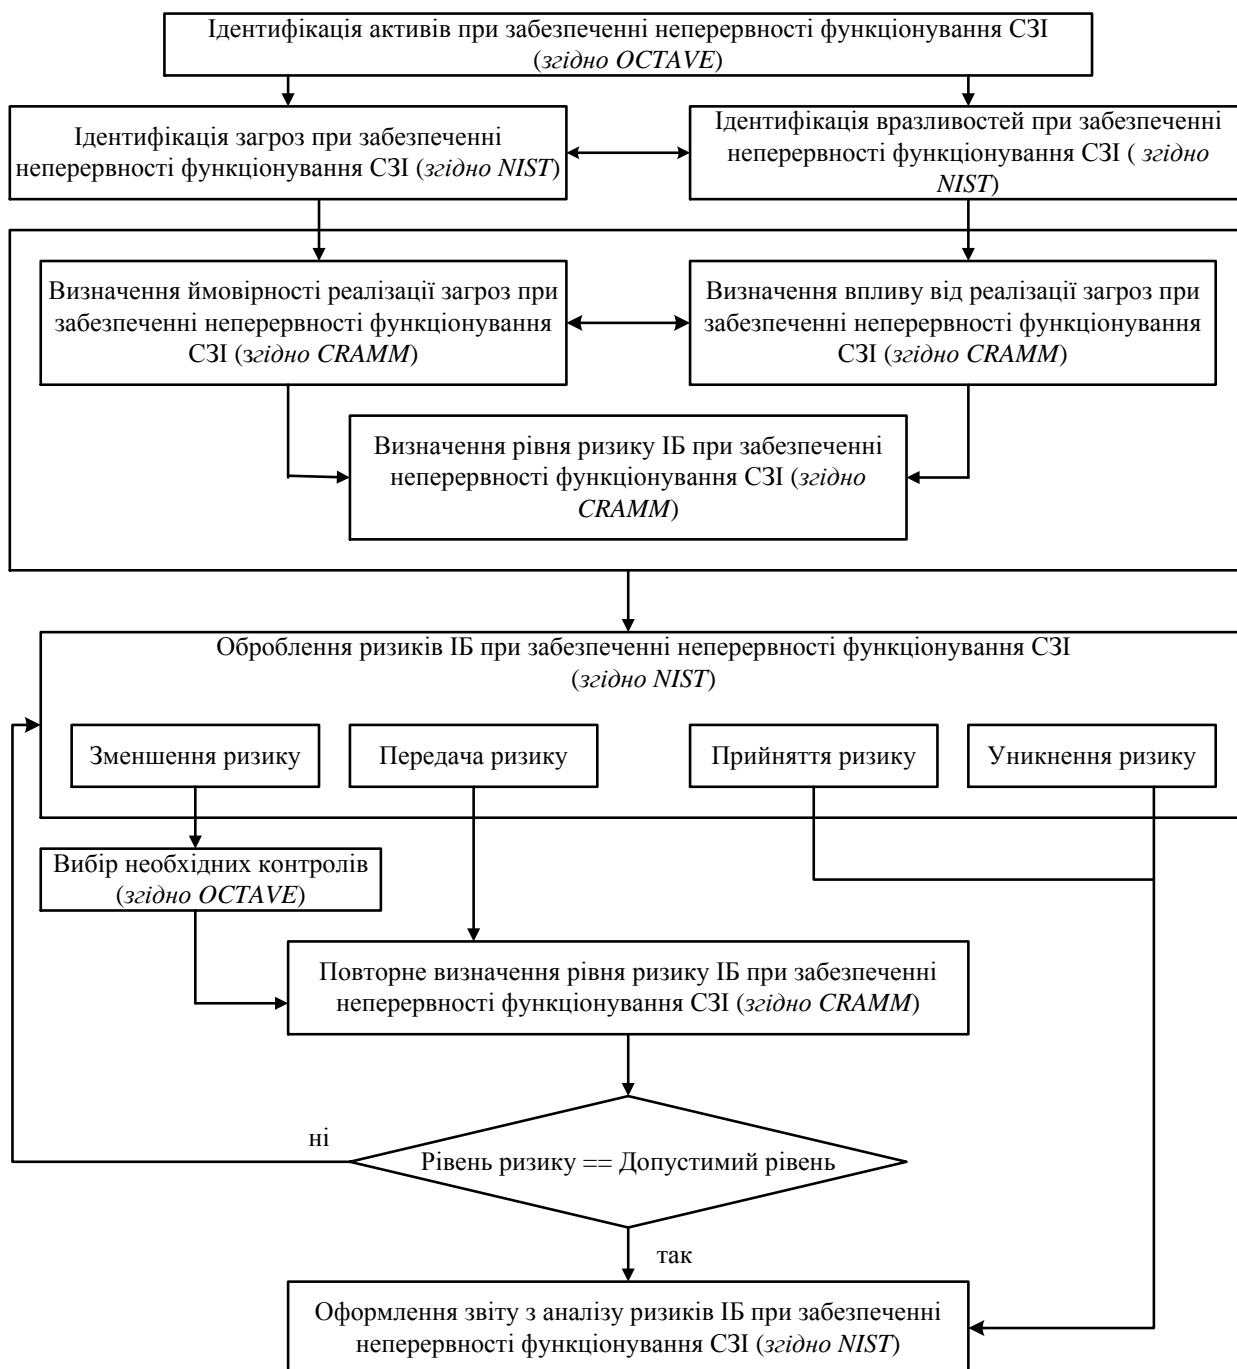 Ідентифікація активів при забезпеченні неперервності функціонування СЗІ
(згідно OCTAVE)
Ідентифікація загроз при забезпеченні
неперервності функціонування СЗІ (згідно NIST)
Ідентифікація вразливостей при забезпеченні
неперервності функціонування СЗІ ( згідно
NIST)
Визначення ймовірності реалізації загроз при
забезпеченні неперервності функціонування
СЗІ (згідно CRAMM)
Визначення впливу від реалізації загроз при
забезпеченні неперервності функціонування
СЗІ (згідно CRAMM)
Визначення рівня ризику ІБ при забезпеченні
неперервності функціонування СЗІ (згідно
CRAMM)
Оброблення ризиків ІБ при забезпеченні неперервності функціонування СЗІ
(згідно NIST)
Зменшення ризику
Передача ризику
Прийняття ризику
Уникнення ризику
Вибір необхідних контролів
(згідно OCTAVE)
Повторне визначення рівня ризику ІБ при забезпеченні
неперервності функціонування СЗІ (згідно CRAMM)
ні
Рівень ризику == Допустимий рівень
так
Оформлення звіту з аналізу ризиків ІБ при забезпеченні
неперервності функціонування СЗІ (згідно NIST)